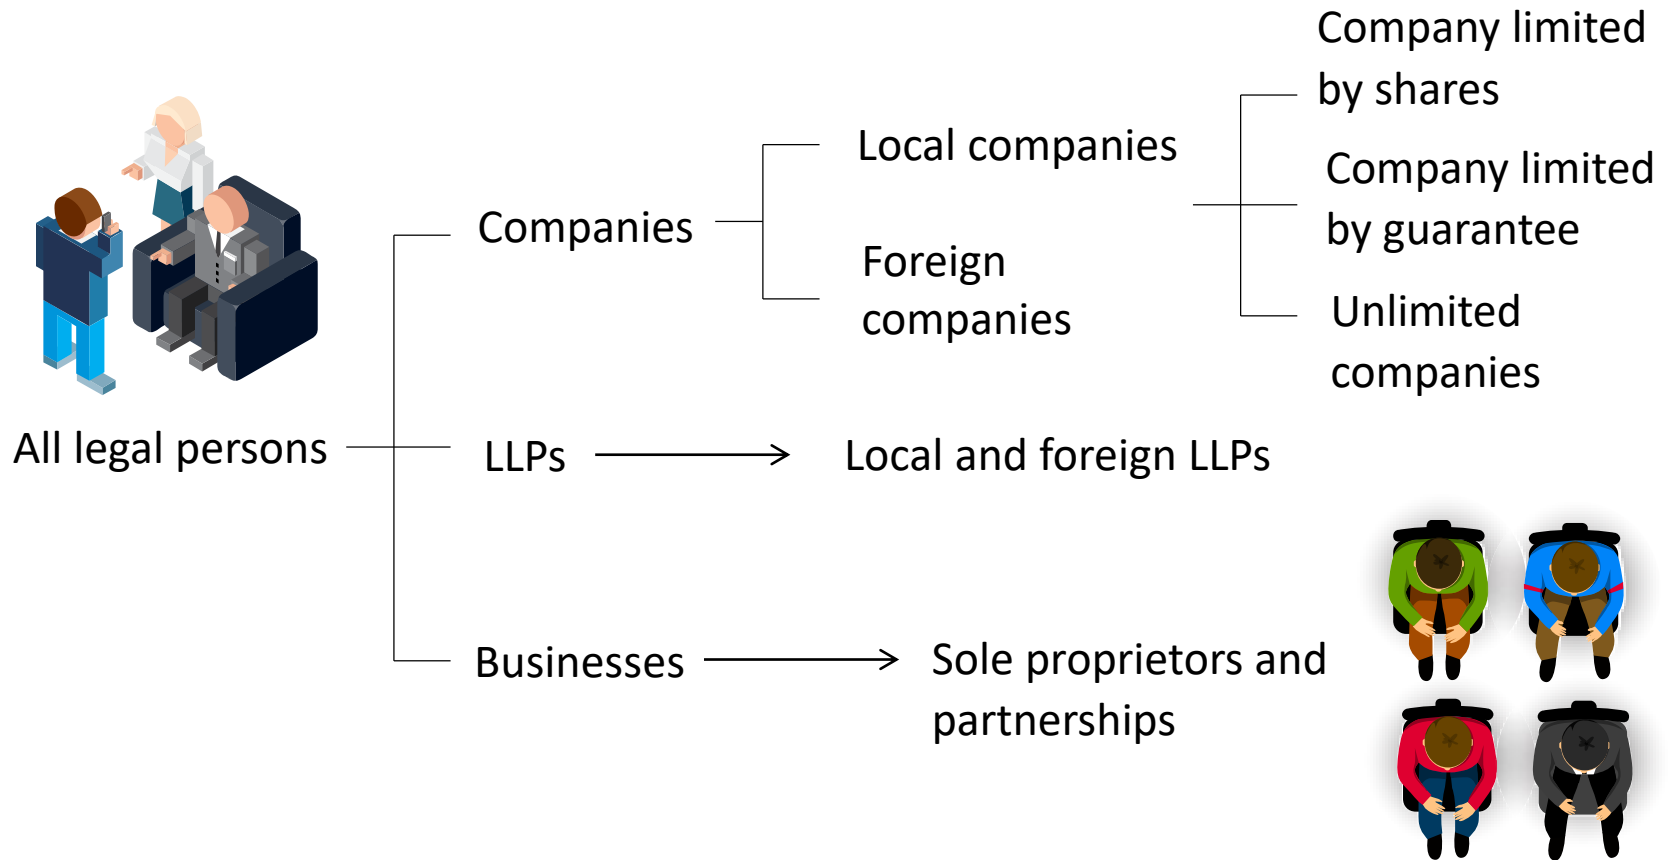 Company limited
by shares
Local companies
Company limited
by guarantee
Companies
Foreign
companies
Unlimited
companies
All legal persons
LLPs
Local and foreign LLPs
Businesses
Sole proprietors and
partnerships